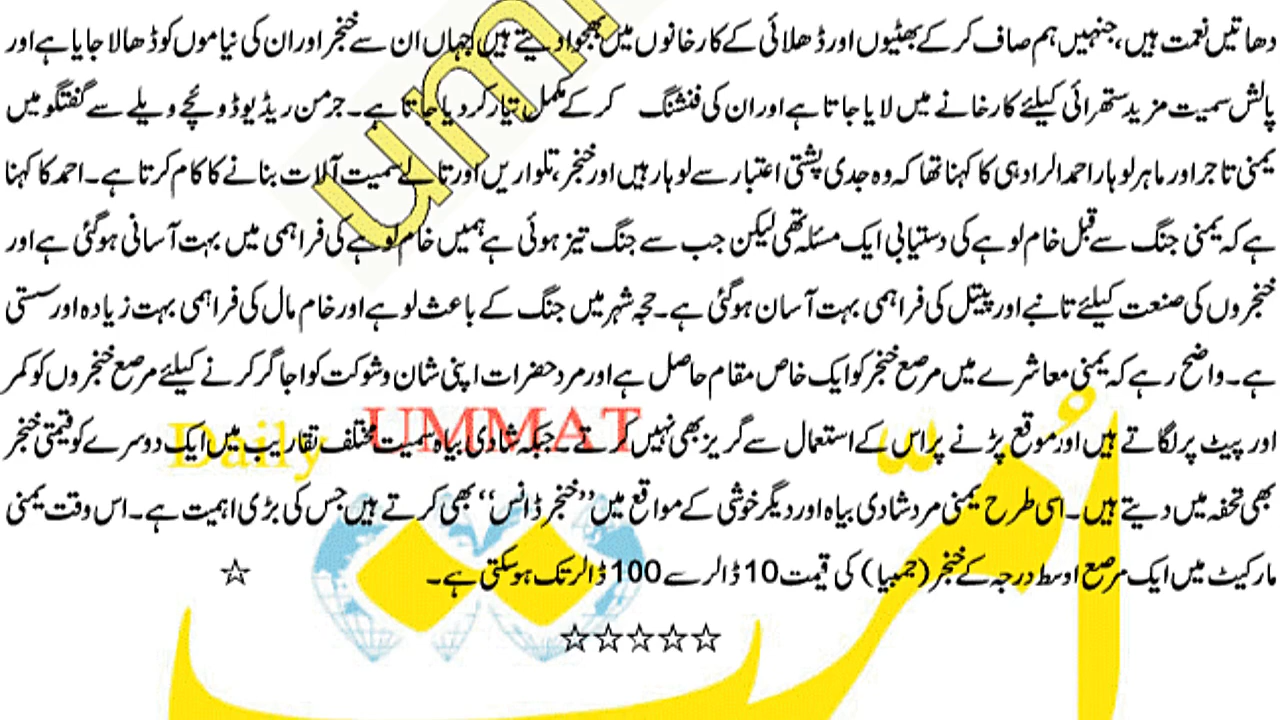 دھاتیں نعمت ہیں، جنہیں ہم صاف کر کے بھٹیوں اور ڈھلائی کے کارخانوں میں بھجوا دیتے ہیں جہاں ان سے خنجر اور ان کی نیاموں کو ڈھالا جایا ہے اور
پالش سمیت مزید ستھرائی کیلئے کارخانے میں لایا جاتا ہے اور ان کی فنشنگ کر کے مکمل تیار کر دیا جاتا ہے۔ جرمن ریڈیو ڈوئچے ویلے سے گفتگو میں
یمنی تاجر اور ماہر لوہار احمد الرادہی کا کہنا تھا کہ وہ جدی پشتی اعتبار سے لوہار ہیں اور خنجر، تلواریں اور تالے سمیت آلات بنانے کا کام کرتا ہے۔ احمد کا کہنا
ہے کہ یمنی جنگ سے قبل خام لوہے کی دستیابی ایک مسئلہ تھی لیکن جب سے جنگ تیز ہوئی ہے ہمیں خام لوہے کی فراہمی میں بہت آسانی ہوگئی ہے اور
خنجروں کی صنعت کیلئے تانبے اور پیتل کی فراہمی بہت آسان ہوگئی ہے۔ حجہ شہر میں جنگ کے باعث لوہے اور خام مال کی فراہمی بہت زیادہ اور سستی
ہے۔ واضح رہے کہ یمنی معاشرے میں مرصع خنجر کو ایک خاص مقام حاصل ہے اور مرد حضرات اپنی شان و شوکت کو اجاگر کرنے کیلئے مرصع خنجروں کو کمر
اور پیٹ پر لگاتے ہیں اور موقع پڑنے پر اس کے استعمال سے گریز بھی نہیں کرتے۔ جبکہ شادی بیاہ سمیت مختلف تقاریب میں ایک دوسرے کو قیمتی خنجر
بھی تحفہ میں دیتے ہیں۔ اسی طرح یمنی مرد شادی بیاہ اور دیگر خوشی کے مواقع میں ’’خنجر ڈانس‘‘ بھی کرتے ہیں جس کی بڑی اہمیت ہے۔ اس وقت یمنی
مارکیٹ میں ایک مرصع اوسط درجہ کے خنجر (جمبیا) کی قیمت 10 ڈالر سے 100 ڈالر تک ہوسکتی ہے۔ ☆
☆☆☆☆☆
umm
Daily UMMAT
اُمّت